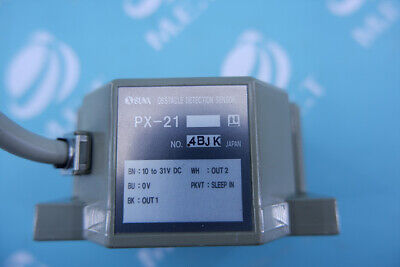 SUNX OBSTACLE DETECTION SENSOR
PX-21
NO. 4BJK JAPAN
BN : 10 to 31V DC WH : OUT 2
BU : 0V PKVT : SLEEP IN
BK : OUT 1